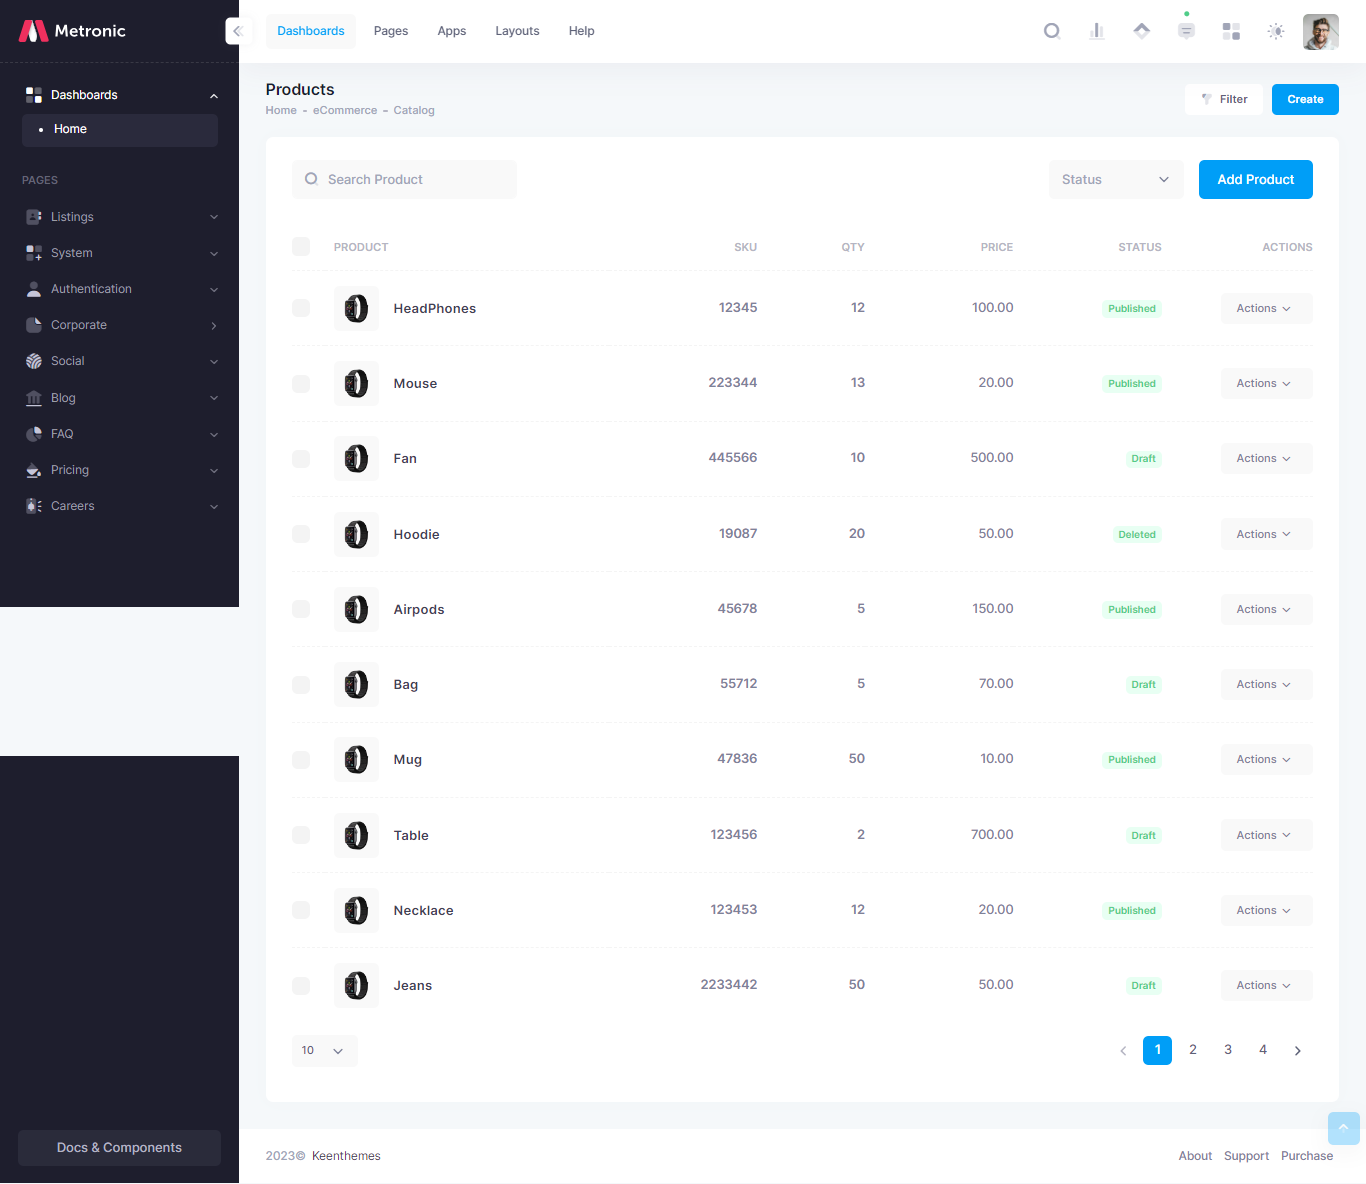 Metronic
Dashboards Pages Apps Layouts Help
Dashboards
Home
PAGES
Listings
System
Authentication
Corporate
Social
Blog
FAQ
Pricing
Careers
Docs & Components
Products
Home - eCommerce - Catalog
Filter Create
Search Product Status Add Product
PRODUCT SKU QTY PRICE STATUS ACTIONS
HeadPhones 12345 12 100.00 Published Actions
Mouse 223344 13 20.00 Published Actions
Fan 445566 10 500.00 Draft Actions
Hoodie 19087 20 50.00 Deleted Actions
Airpods 45678 5 150.00 Published Actions
Bag 55712 5 70.00 Draft Actions
Mug 47836 50 10.00 Published Actions
Table 123456 2 700.00 Draft Actions
Necklace 123453 12 20.00 Published Actions
Jeans 2233442 50 50.00 Draft Actions
10 1 2 3 4
2023© Keenthemes About Support Purchase